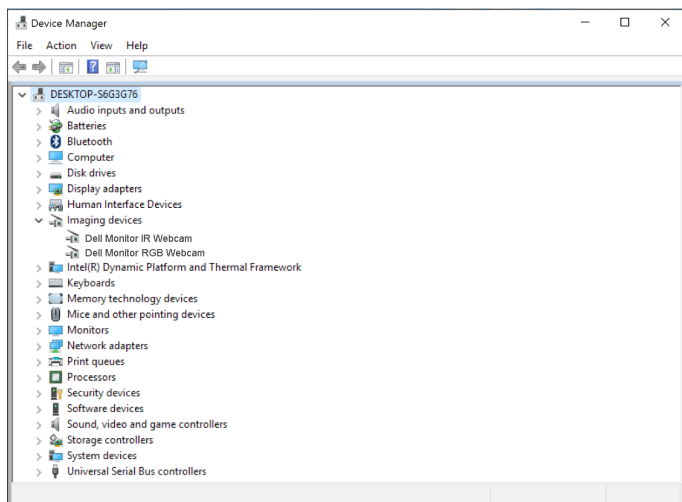 Device Manager
File Action View Help
DESKTOP-S6G3G76
Audio inputs and outputs
Batteries
Bluetooth
Computer
Disk drives
Display adapters
Human Interface Devices
Imaging devices
Dell Monitor IR Webcam
Dell Monitor RGB Webcam
Intel(R) Dynamic Platform and Thermal Framework
Keyboards
Memory technology devices
Mice and other pointing devices
Monitors
Network adapters
Print queues
Processors
Security devices
Software devices
Sound, video and game controllers
Storage controllers
System devices
Universal Serial Bus controllers